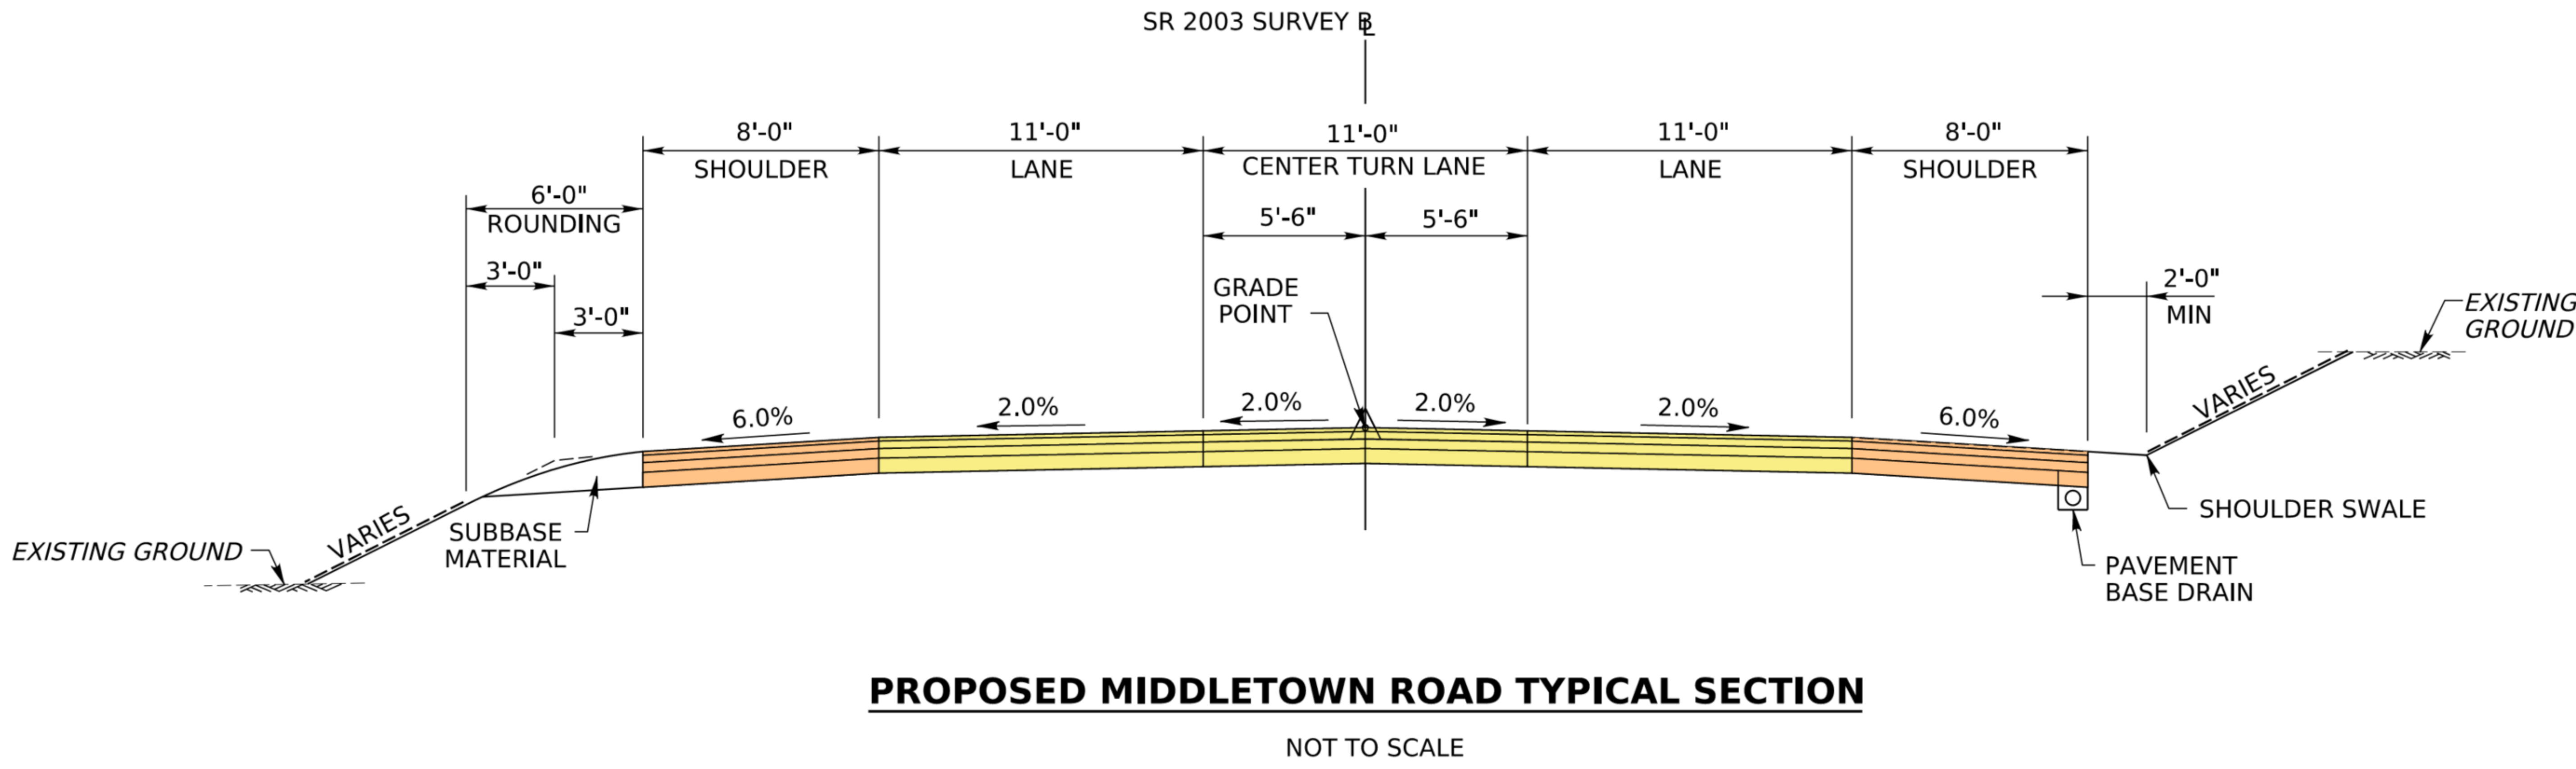 SR 2003 SURVEY BL
8'-0"
SHOULDER
11'-0"
LANE
11'-0"
CENTER TURN LANE
11'-0"
LANE
8'-0"
SHOULDER
6'-0"
ROUNDING
5'-6"
5'-6"
3'-0"
3'-0"
2'-0"
MIN
GRADE
POINT
EXISTING
GROUND
6.0%
2.0%
2.0%
2.0%
2.0%
6.0%
VARIES
VARIES
SUBBASE
MATERIAL
EXISTING GROUND
SHOULDER SWALE
PAVEMENT
BASE DRAIN
PROPOSED MIDDLETOWN ROAD TYPICAL SECTION
NOT TO SCALE